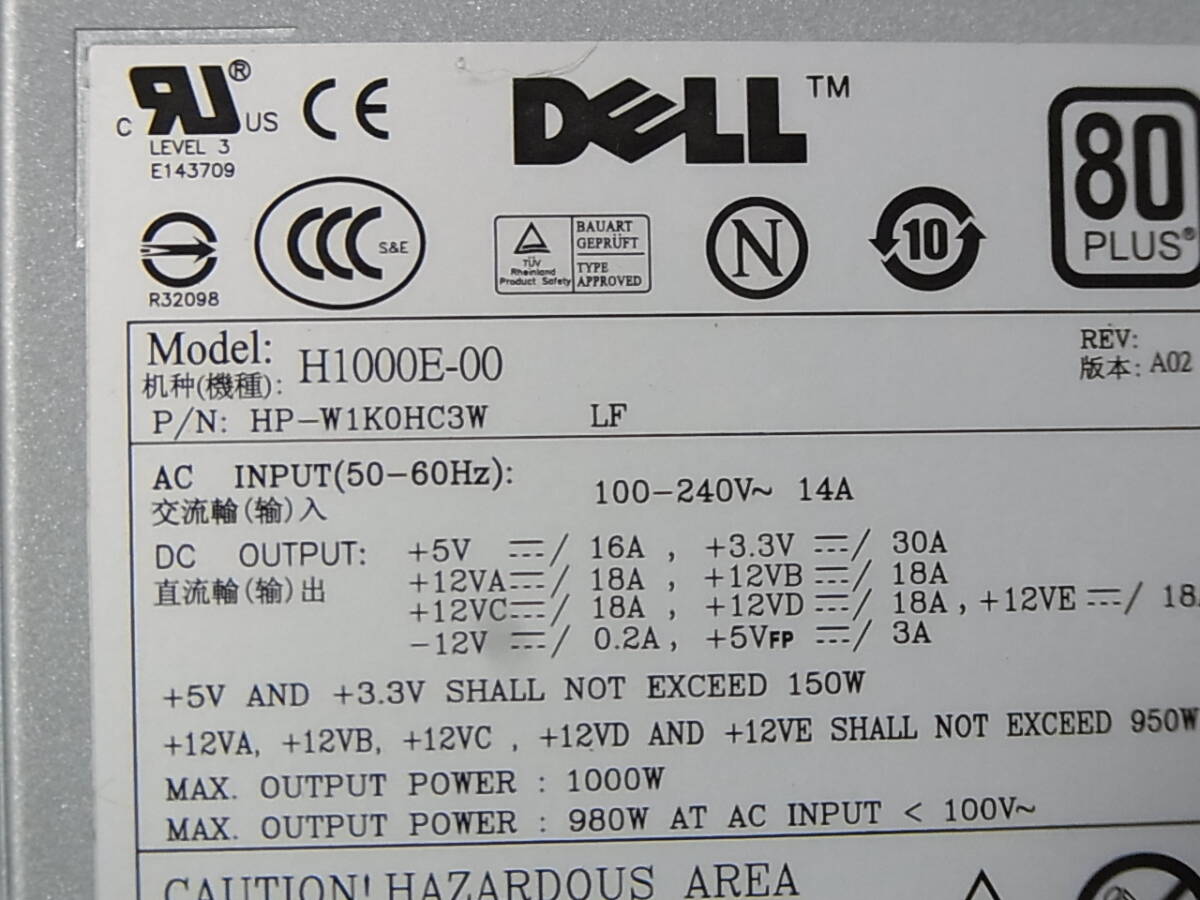 C RU® US CE DELL™
LEVEL 3
E143709
80
PLUS®
CCC S&E
R32098
TÜV
Rheinland
Product Safety
BAUART
GEPRÜFT
TYPE
APPROVED
N
10
Model: H1000E-00
机种(機種):
REV:
版本: A02
P/N: HP-W1K0HC3W LF
AC INPUT(50-60Hz): 100-240V~ 14A
交流輸(输)入
DC OUTPUT: +5V ⎓/ 16A , +3.3V ⎓/ 30A
直流輸(输)出
+12VA⎓/ 18A , +12VB ⎓/ 18A
+12VC⎓/ 18A , +12VD ⎓/ 18A , +12VE ⎓/ 18
-12V ⎓/ 0.2A , +5VFP ⎓/ 3A
+5V AND +3.3V SHALL NOT EXCEED 150W
+12VA, +12VB, +12VC , +12VD AND +12VE SHALL NOT EXCEED 950W
MAX. OUTPUT POWER : 1000W
MAX. OUTPUT POWER : 980W AT AC INPUT < 100V~
CAUTION! HAZARDOUS AREA